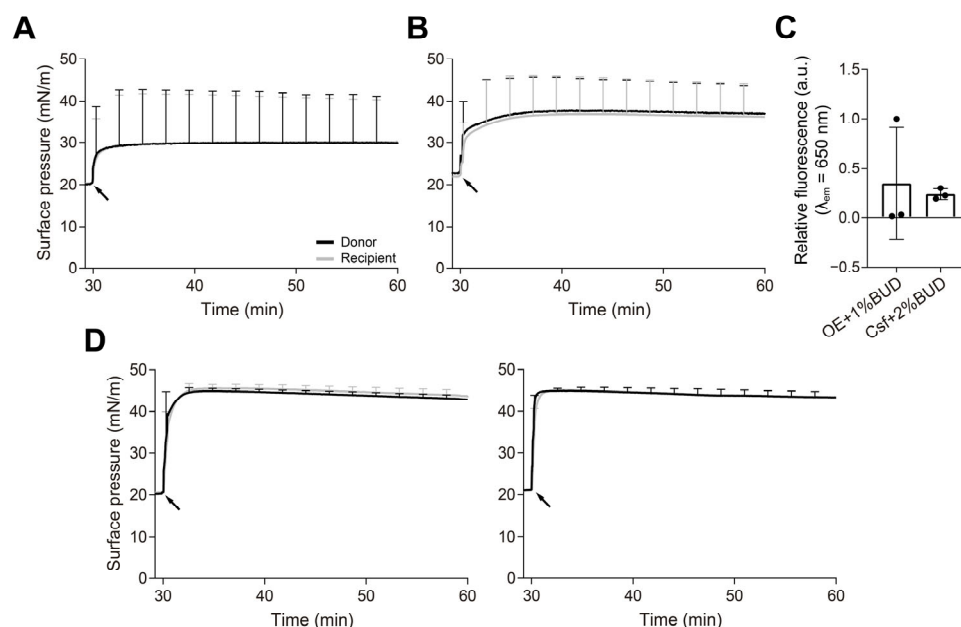 A
Surface pressure (mN/m)
50
40
30
20
10
0
30
40
50
60
Time (min)
Donor
Recipient
B
50
40
30
20
10
0
30
40
50
60
Time (min)
C
Relative fluorescence (a.u.)
(λem = 650 nm)
1.5
1.0
0.5
0.0
−0.5
OE+1%BUD
Csf+2%BUD
D
Surface pressure (mN/m)
50
40
30
20
10
0
30
40
50
60
Time (min)
50
40
30
20
10
0
30
40
50
60
Time (min)